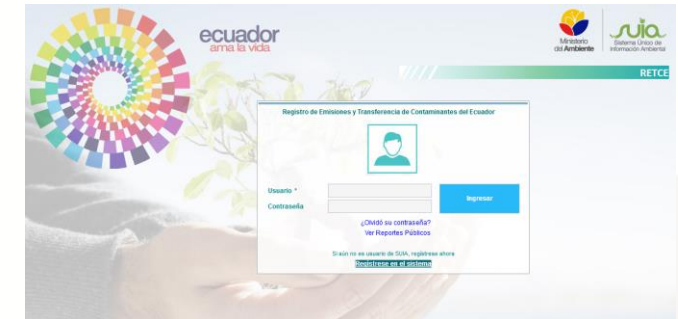 ecuador
ama la vida
Ministerio
del Ambiente
suia
Sistema Único de
Información Ambiental
RETCE
Registro de Emisiones y Transferencia de Contaminantes del Ecuador
Usuario *
Contraseña
Ingresar
¿Olvidó su contraseña?
Ver Reportes Públicos
Si aún no es usuario de SUIA, regístrese ahora
Regístrese en el sistema